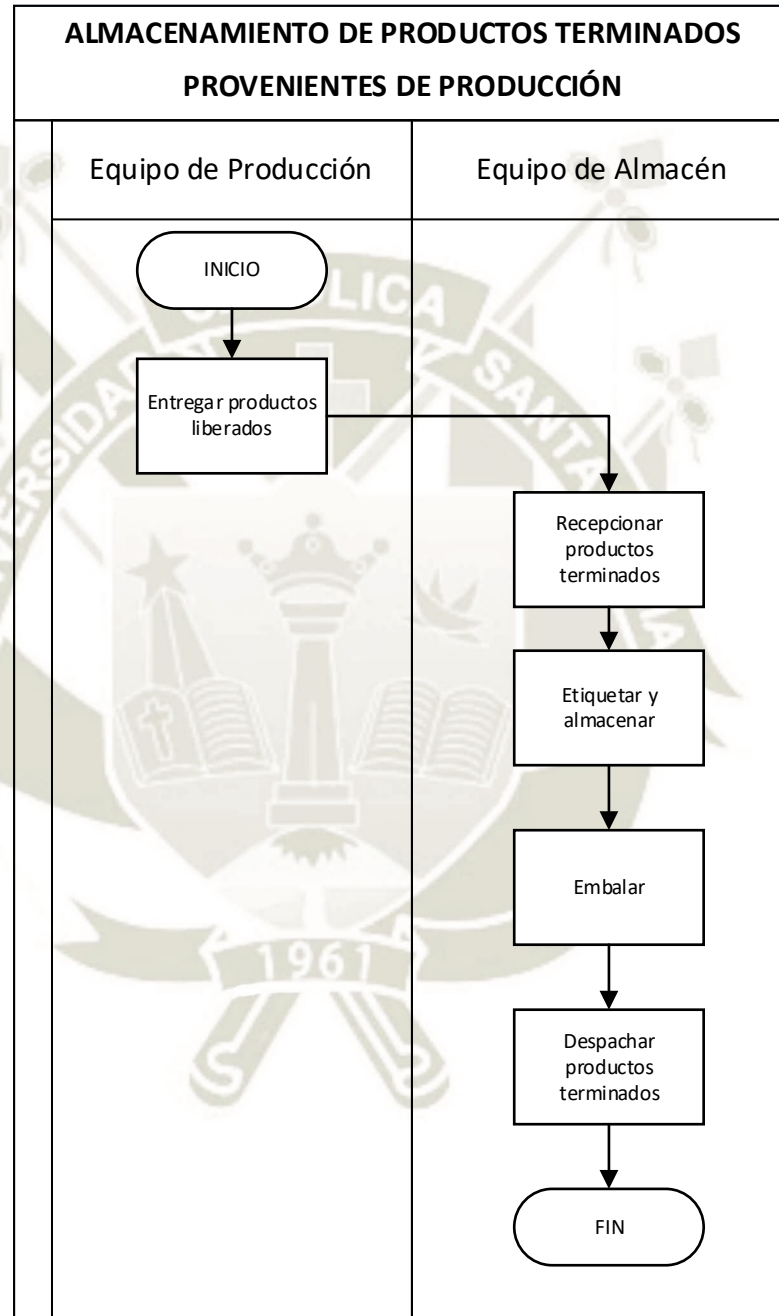 ALMACENAMIENTO DE PRODUCTOS TERMINADOS
PROVENIENTES DE PRODUCCIÓN
Equipo de Producción
Equipo de Almacén
INICIO
Entregar productos
liberados
Recepcionar
productos
terminados
Etiquetar y
almacenar
Embalar
Despachar
productos
terminados
FIN
1961